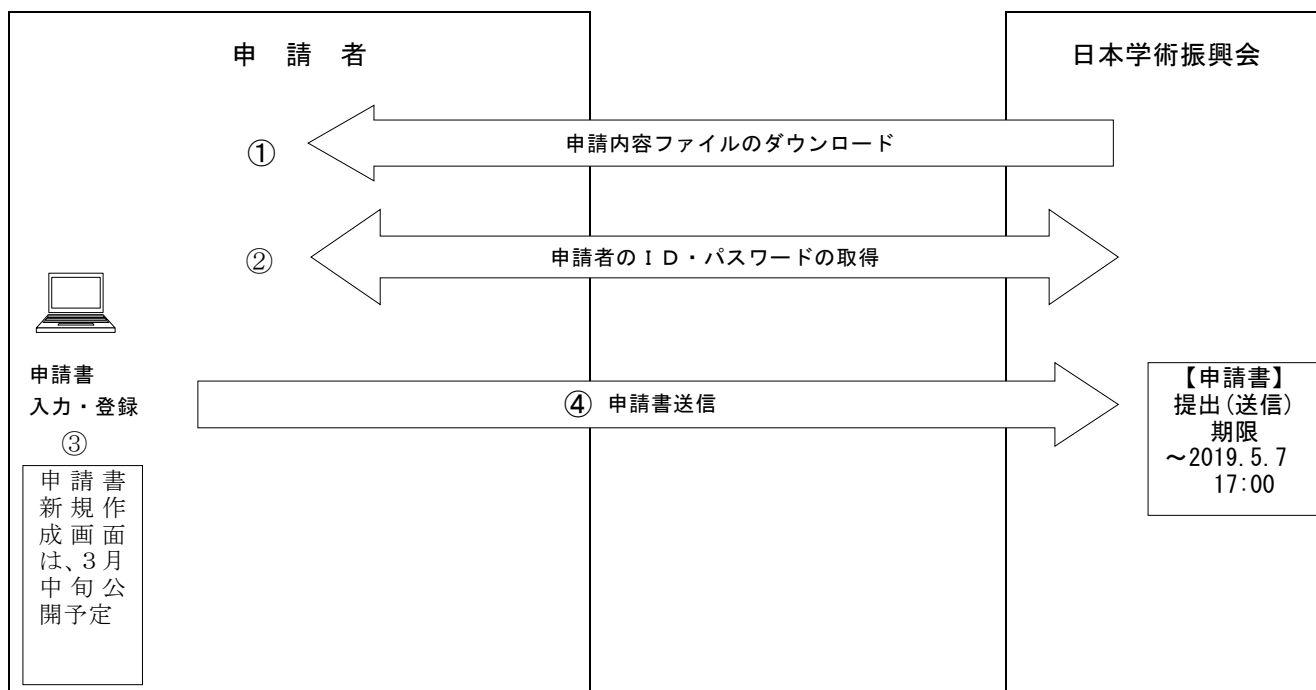 申 請 者
日本学術振興会
① 申請内容ファイルのダウンロード
② 申請者のＩＤ・パスワードの取得
申請書
入力・登録
③
申請書
新規作
成画面
は、３月
中旬公
開予定
④ 申請書送信
【申請書】
提出(送信)
期限
～2019.5.7
17:00